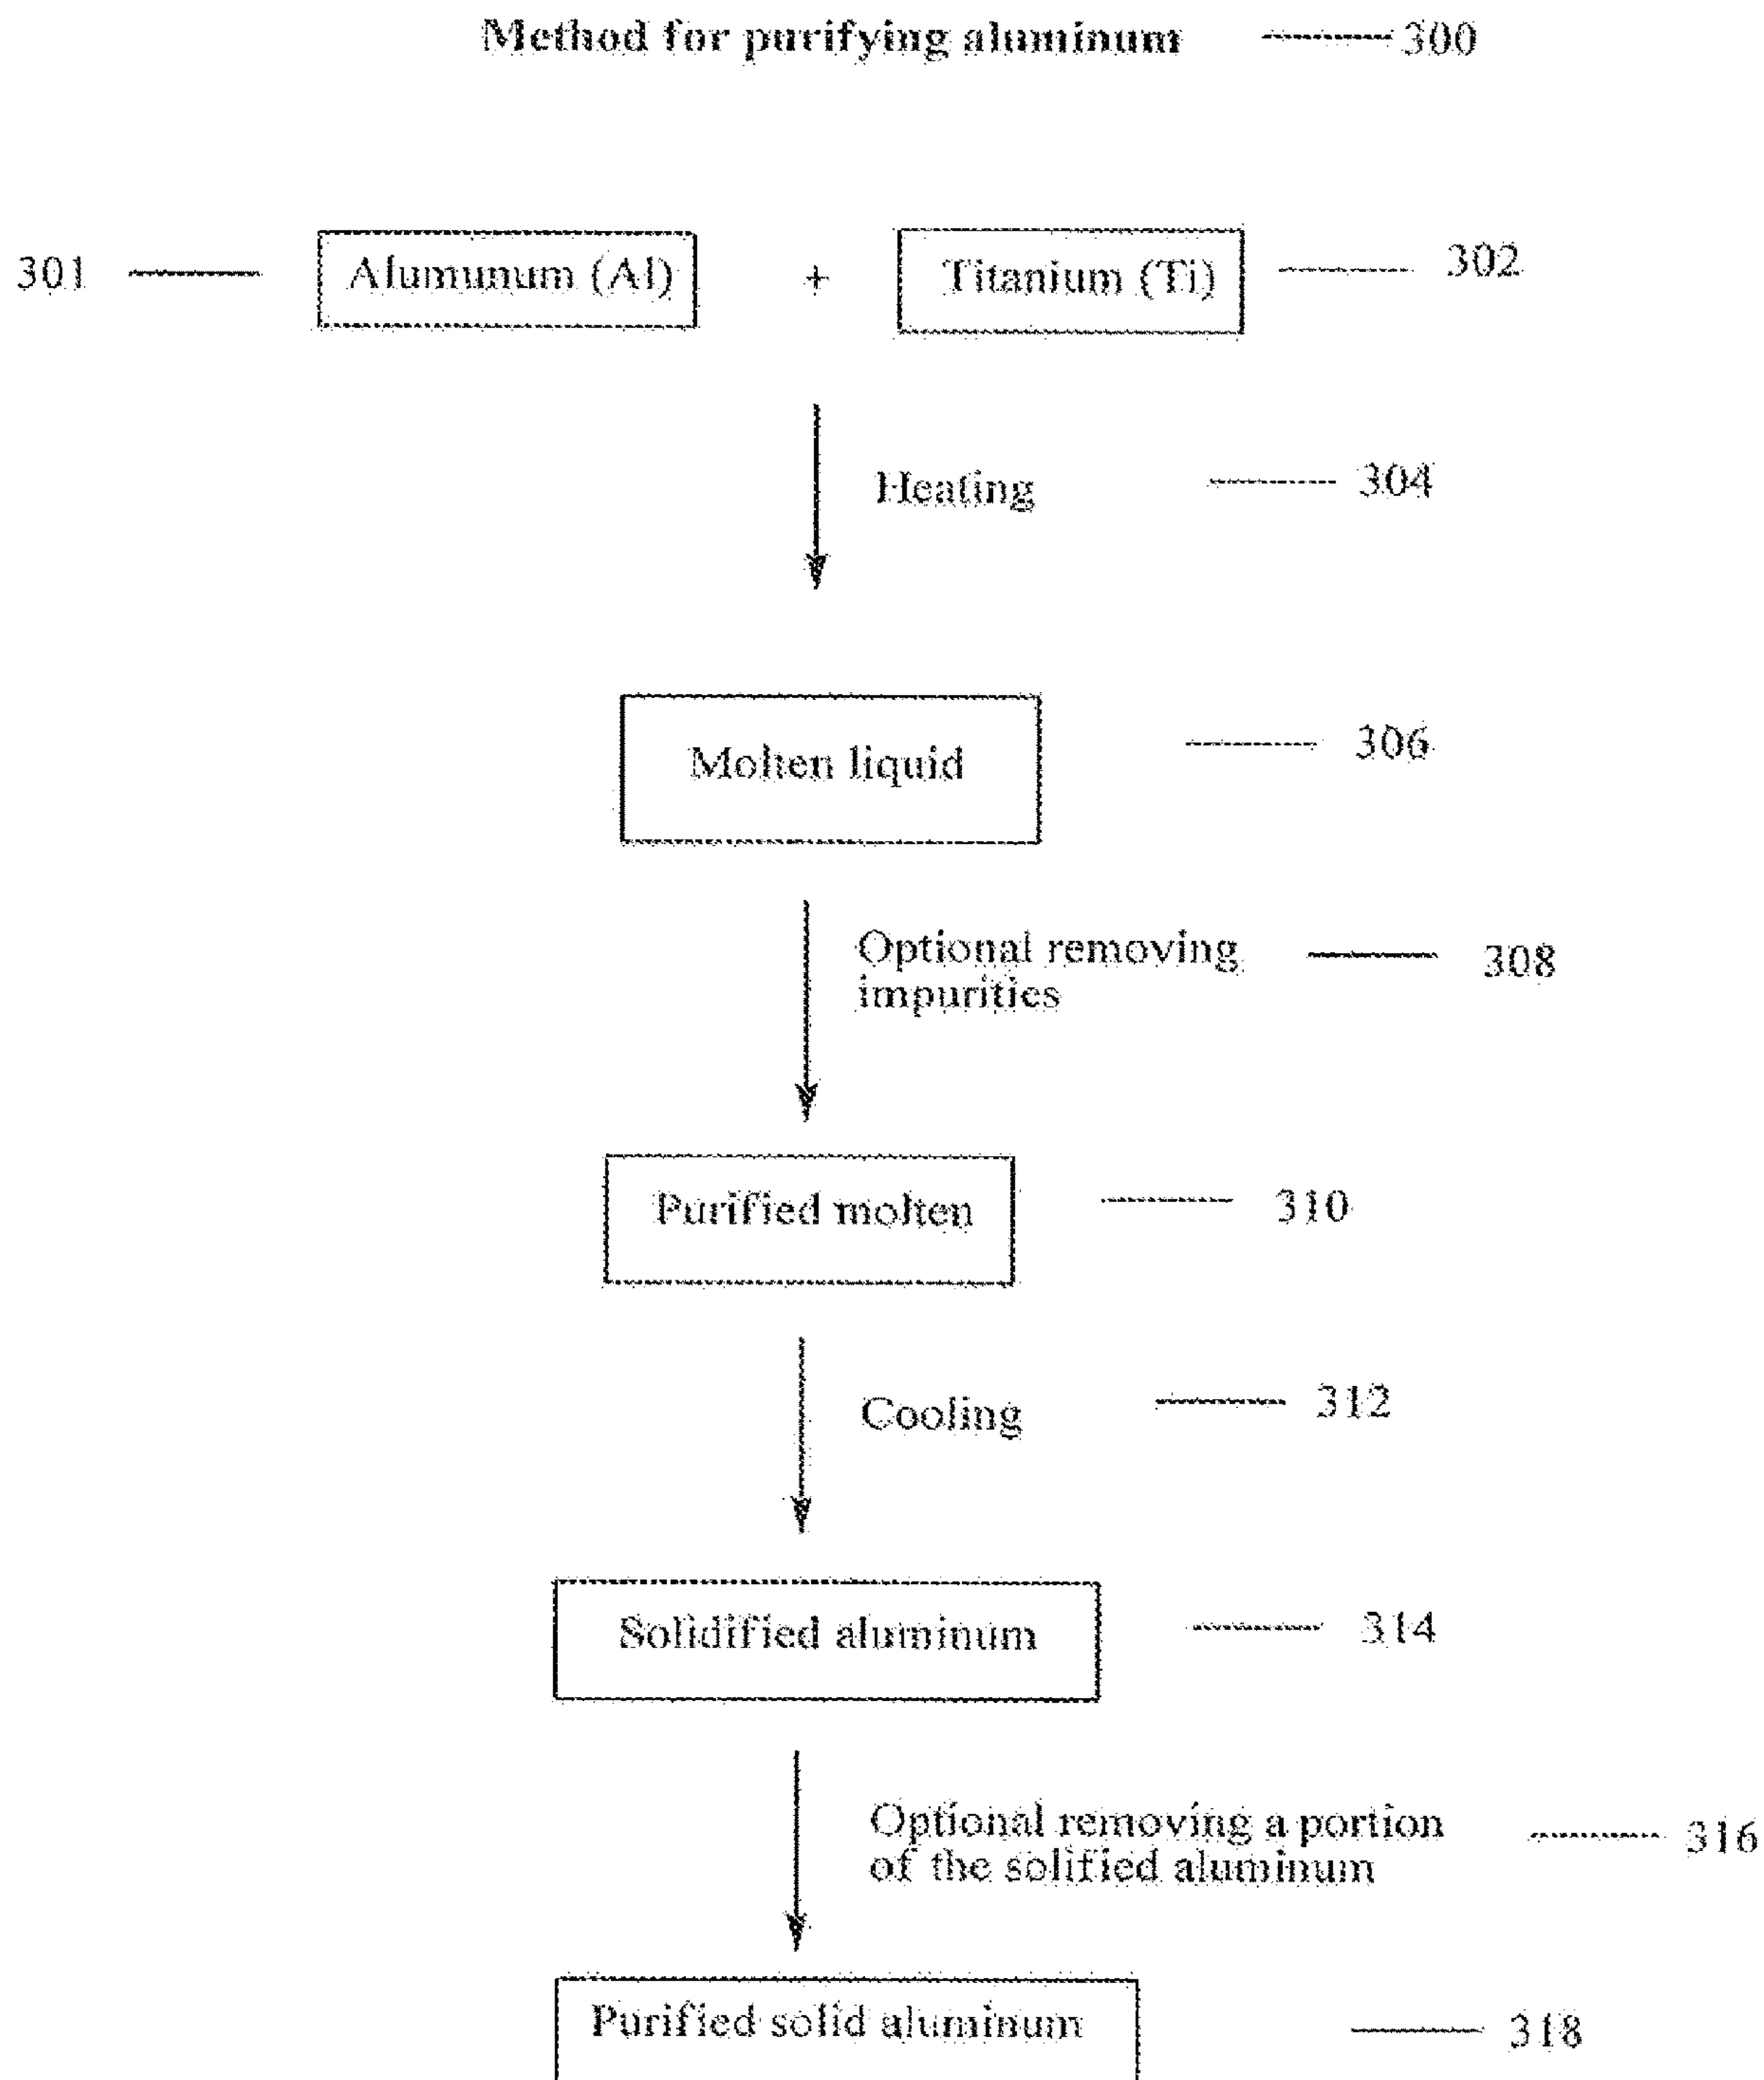 Method for purifying aluminum 300
301 Alumunum (Al) + Titanium (Ti) 302
Heating 304
Molten liquid 306
Optional removing 308
impurities
Purified molten 310
Cooling 312
Solidified aluminum 314
Optional removing a portion 316
of the solified aluminum
Purified solid aluminum 318